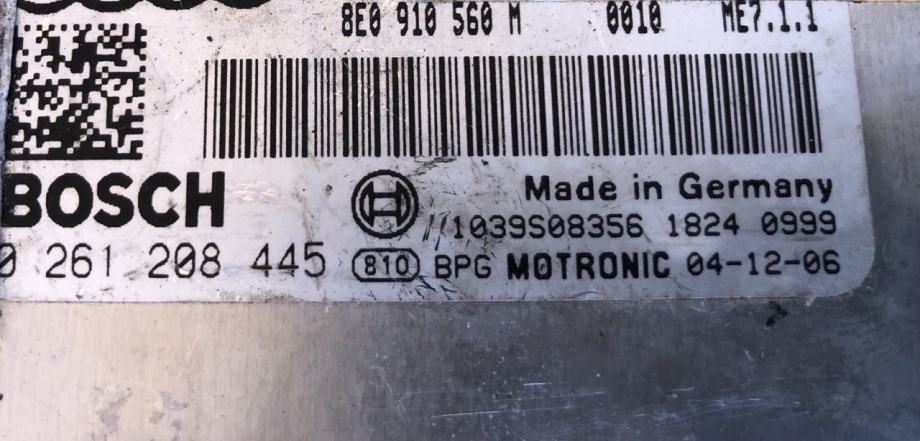 8E0 910 560 M 0010 ME7.1.1
BOSCH
Made in Germany
1039S08356 1824 0999
0 261 208 445 810 BPG MOTRONIC 04-12-06